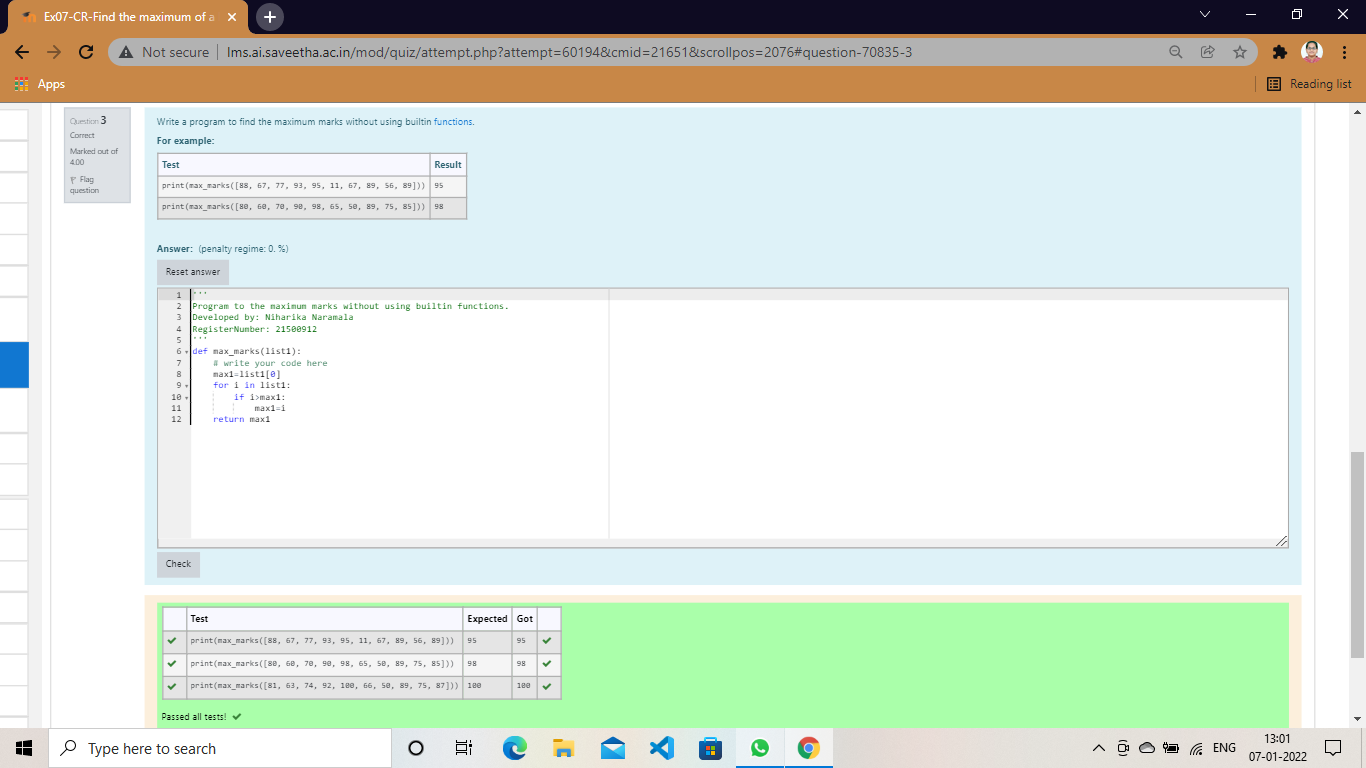 Ex07-CR-Find the maximum of a
Not secure
lms.ai.saveetha.ac.in/mod/quiz/attempt.php?attempt=60194&cmid=21651&scrollpos=2076#question-70835-3
Apps
Reading list
Question 3
Correct
Marked out of
4.00
Flag
question
Write a program to find the maximum marks without using builtin functions.
For example:
Test Result
print(max_marks([88, 67, 77, 93, 95, 11, 67, 89, 56, 89])) 95
print(max_marks([80, 60, 70, 90, 98, 65, 50, 89, 75, 85])) 98
Answer: (penalty regime: 0. %)
Reset answer
1 '''
2 Program to the maximum marks without using builtin functions.
3 Developed by: Niharika Naramala
4 RegisterNumber: 21500912
5 '''
6 def max_marks(list1):
7 # write your code here
8 max1=list1[0]
9 for i in list1:
10 if i>max1:
11 max1=i
12 return max1
Check
Test Expected Got
print(max_marks([88, 67, 77, 93, 95, 11, 67, 89, 56, 89])) 95 95
print(max_marks([80, 60, 70, 90, 98, 65, 50, 89, 75, 85])) 98 98
print(max_marks([81, 63, 74, 92, 100, 66, 50, 89, 75, 87])) 100 100
Passed all tests!
Type here to search
ENG
13:01
07-01-2022